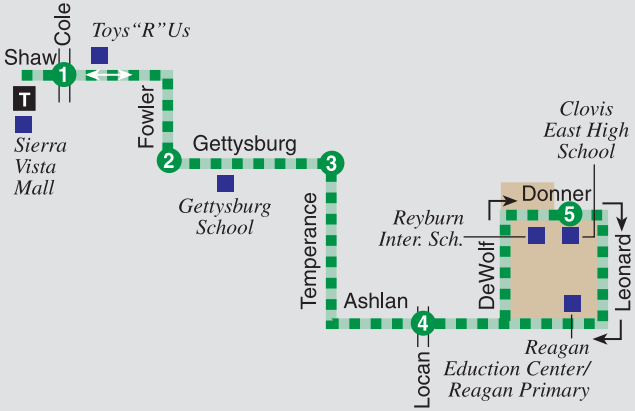 Cole
Toys“R”Us
Shaw
1
T
Sierra
Vista
Mall
Fowler
2
Gettysburg
3
Gettysburg
School
Temperance
Clovis
East High
School
Donner
5
Reyburn
Inter. Sch.
DeWolf
Leonard
Ashlan
4
Locan
Reagan
Eduction Center/
Reagan Primary